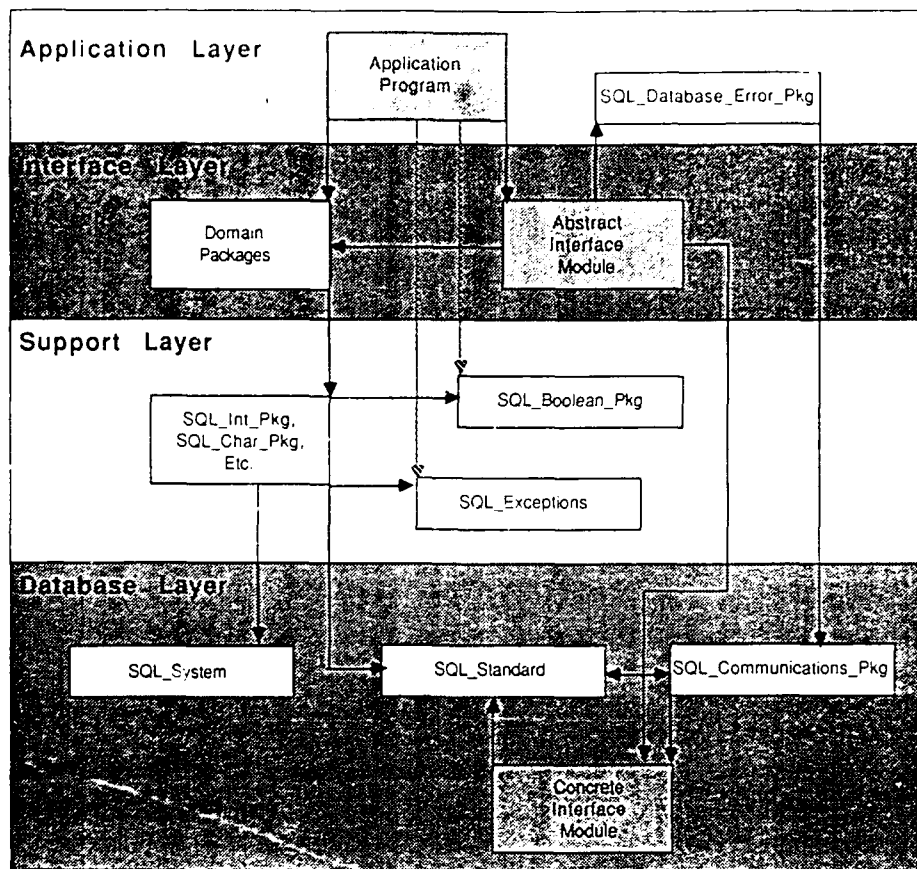 Application Layer
Application
Program
SQL_Database_Error_Pkg
Interface Layer
Domain
Packages
Abstract
Interface
Module
Support Layer
SQL_Boolean_Pkg
SQL_Int_Pkg,
SQL_Char_Pkg,
Etc.
SQL_Exceptions
Database Layer
SQL_System
SQL_Standard
SQL_Communications_Pkg
Concrete
Interface
Module